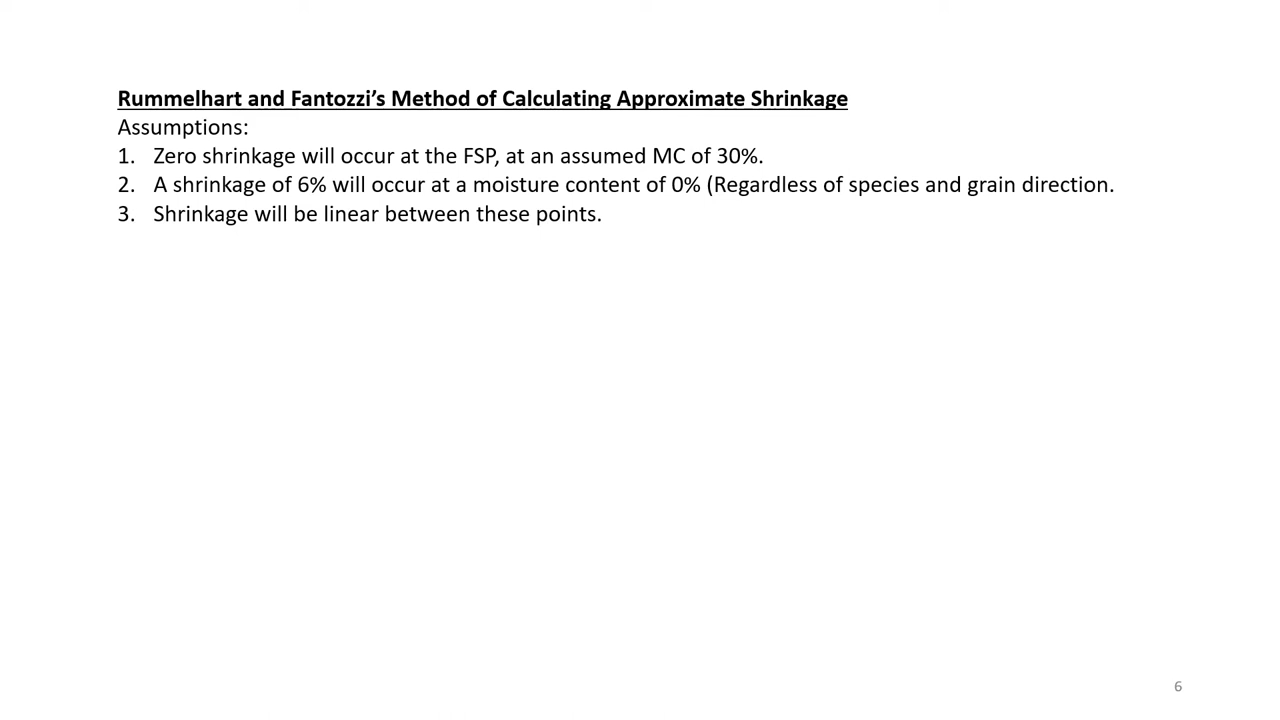 Rummelhart and Fantozzi’s Method of Calculating Approximate Shrinkage
Assumptions:
1. Zero shrinkage will occur at the FSP, at an assumed MC of 30%.
2. A shrinkage of 6% will occur at a moisture content of 0% (Regardless of species and grain direction.
3. Shrinkage will be linear between these points.
6